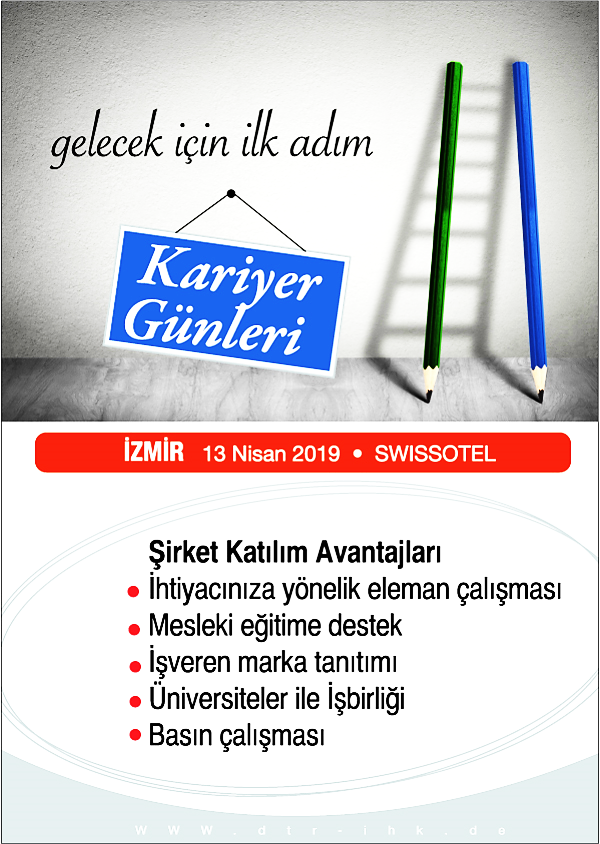 gelecek için ilk adım
Kariyer
Günleri
İZMİR 13 Nisan 2019 • SWISSOTEL
Şirket Katılım Avantajları
• İhtiyacınıza yönelik eleman çalışması
• Mesleki eğitime destek
• İşveren marka tanıtımı
• Üniversiteler ile İşbirliği
• Basın çalışması
www.dtr-ihk.de